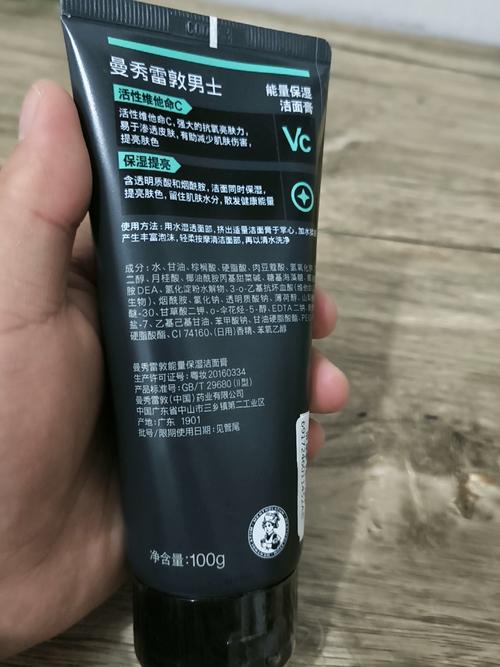 曼秀雷敦男士
能量保湿
洁面膏
活性维他命C
活性维他命C,强大的抗氧亮肤力,
易于渗透皮肤,有助减少肌肤伤害,
提亮肤色
Vc
保湿提亮
含透明质酸和烟酰胺,洁面同时保湿,
提亮肤色,留住肌肤水分,散发健康能量
使用方法:用水湿透面部,挤出适量洁面膏于掌心,加水
产生丰富泡沫,轻柔按摩清洁面部,再以清水洗净
成分:水、甘油、棕榈酸、硬脂酸、肉豆蔻酸、氢氧化
二醇、月桂酸、椰油酰胺丙基甜菜碱、糖基海藻糖、
胺DEA、氢化淀粉水解物、3-o-乙基抗坏血酸(维他命
生物)、烟酰胺、氯化钠、透明质酸钠、薄荷醇、山梨
醚-30、甘草酸二钾、o-伞花烃-5-醇、EDTA二钠、
盐-7、乙基己基甘油、苯甲酸钠、甘油硬脂酸酯、PE
硬脂酸酯、CI 74160、(日用)香精、苯氧乙醇
曼秀雷敦能量保湿洁面膏
生产许可证号:粤妆20160334
产品标准号:GB/T 29680(II型)
曼秀雷敦(中国)药业有限公司
中国广东省中山市三乡镇第二工业区
产地:广东 1901
批号/限期使用日期:见管尾
净含量:100g